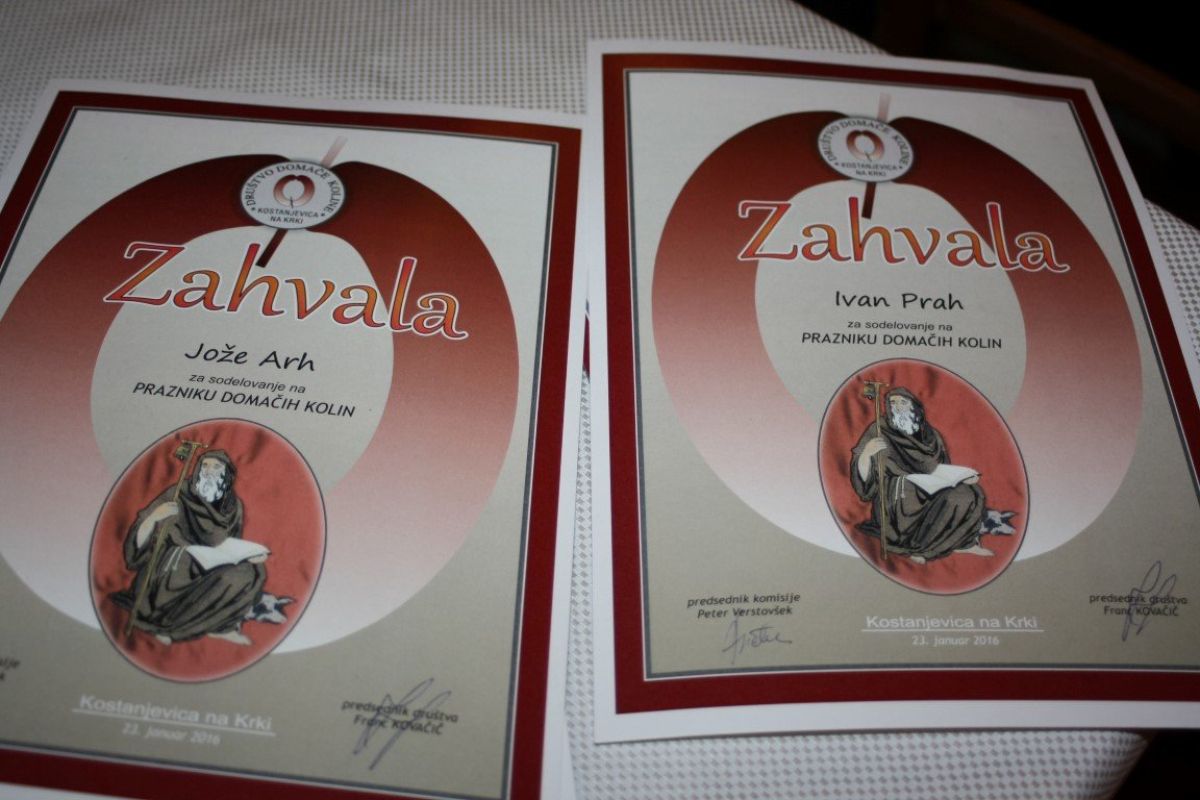 DRUŠTVO DOMAČE KOLINE
KOSTANJEVICA
NA KRKI
Zahvala
Jože Arh
za sodelovanje na
PRAZNIKU DOMAČIH KOLIN
Kostanjevica na Krki
23. januar 2016
predsednik društva
Franc KOVAČIČ
DRUŠTVO DOMAČE KOLINE
KOSTANJEVICA
NA KRKI
Zahvala
Ivan Prah
za sodelovanje na
PRAZNIKU DOMAČIH KOLIN
predsednik komisije
Peter Verstovšek
Kostanjevica na Krki
23. januar 2016
predsednik društva
Franc KOVAČIČ